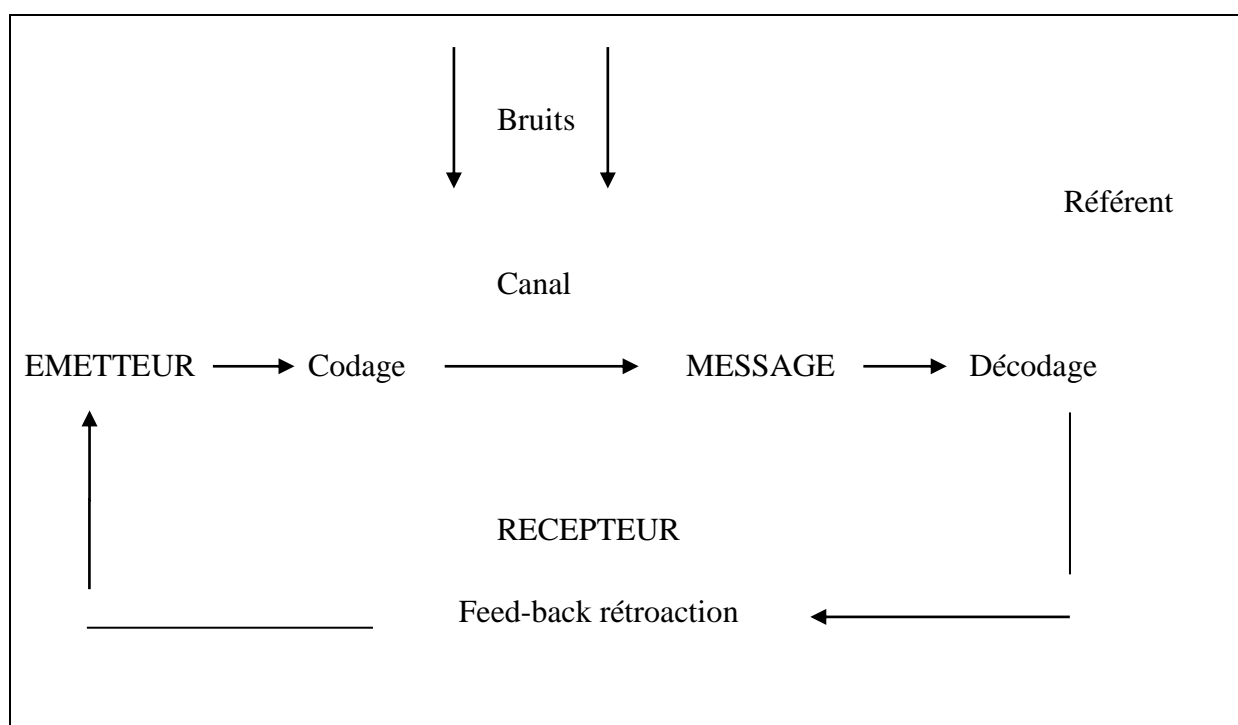 Bruits
Référent
Canal
EMETTEUR Codage MESSAGE Décodage
RECEPTEUR
Feed-back rétroaction